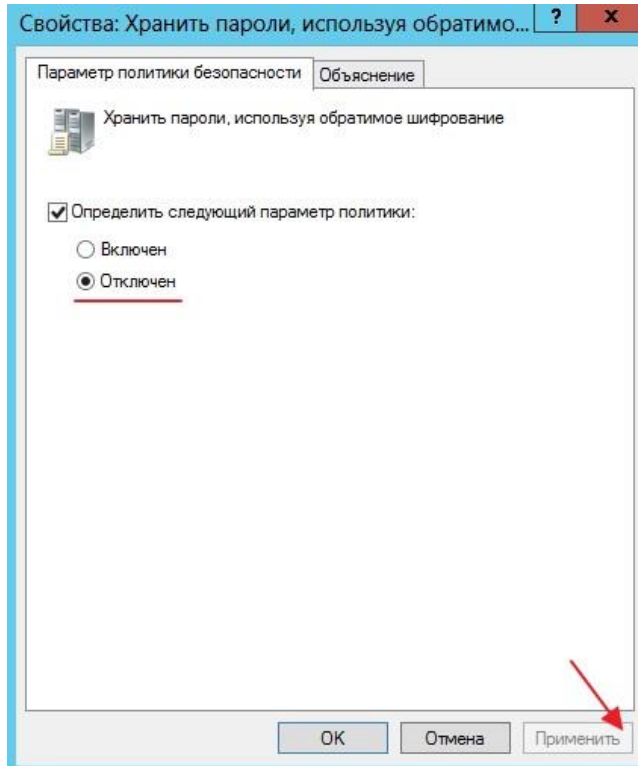 Свойства: Хранить пароли, используя обратимо...
?
x
Параметр политики безопасности
Объяснение
Хранить пароли, используя обратимое шифрование
Определить следующий параметр политики:
Включен
Отключен
OK
Отмена
Применить